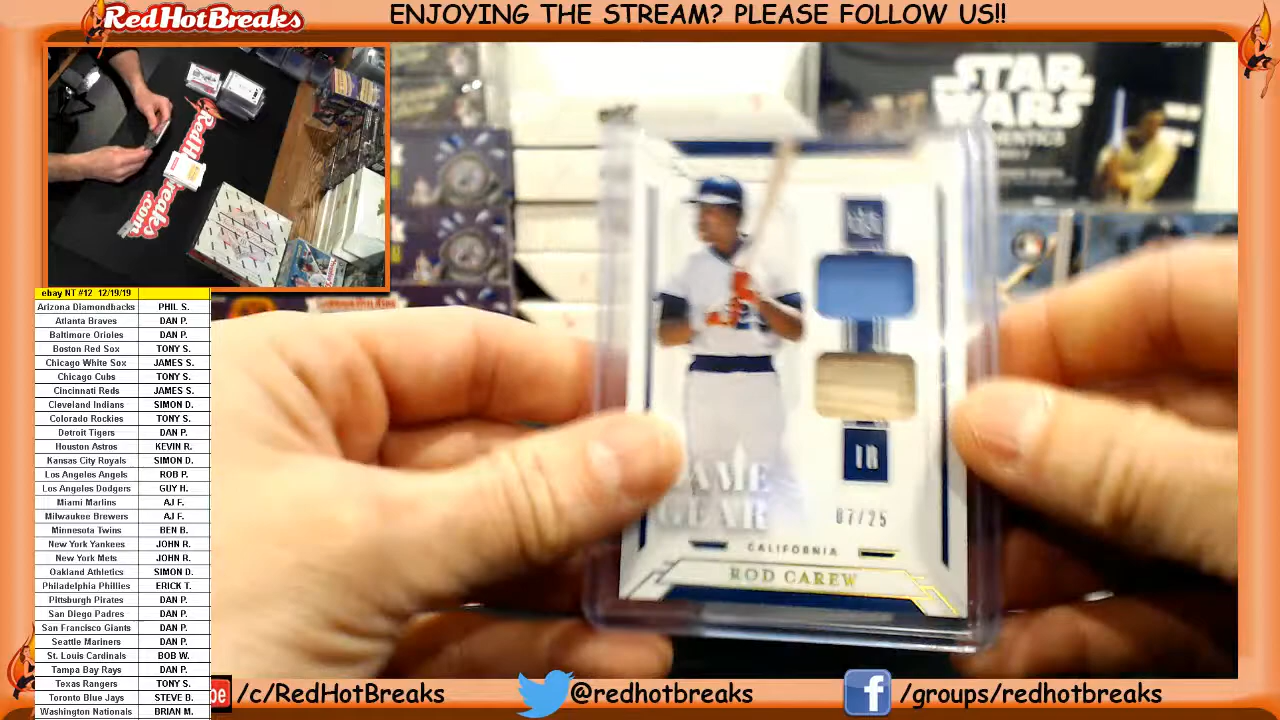 RedHotBreaks
ENJOYING THE STREAM? PLEASE FOLLOW US!!
ebay NT #12 12/19/19
Arizona Diamondbacks PHIL S.
Atlanta Braves DAN P.
Baltimore Orioles DAN P.
Boston Red Sox TONY S.
Chicago White Sox JAMES S.
Chicago Cubs TONY S.
Cincinnati Reds JAMES S.
Cleveland Indians SIMON D.
Colorado Rockies TONY S.
Detroit Tigers DAN P.
Houston Astros KEVIN R.
Kansas City Royals SIMON D.
Los Angeles Angels ROB P.
Los Angeles Dodgers GUY H.
Miami Marlins AJ F.
Milwaukee Brewers AJ F.
Minnesota Twins BEN B.
New York Yankees JOHN R.
New York Mets JOHN R.
Oakland Athletics SIMON D.
Philadelphia Phillies ERICK T.
Pittsburgh Pirates DAN P.
San Diego Padres DAN P.
San Francisco Giants DAN P.
Seattle Mariners DAN P.
St. Louis Cardinals BOB W.
Tampa Bay Rays DAN P.
Texas Rangers TONY S.
Toronto Blue Jays STEVE B.
Washington Nationals BRIAN M.
STAR
WARS
1B
GAME
GEAR
07/25
CALIFORNIA
ROD CAREW
/c/RedHotBreaks
@redhotbreaks
/groups/redhotbreaks